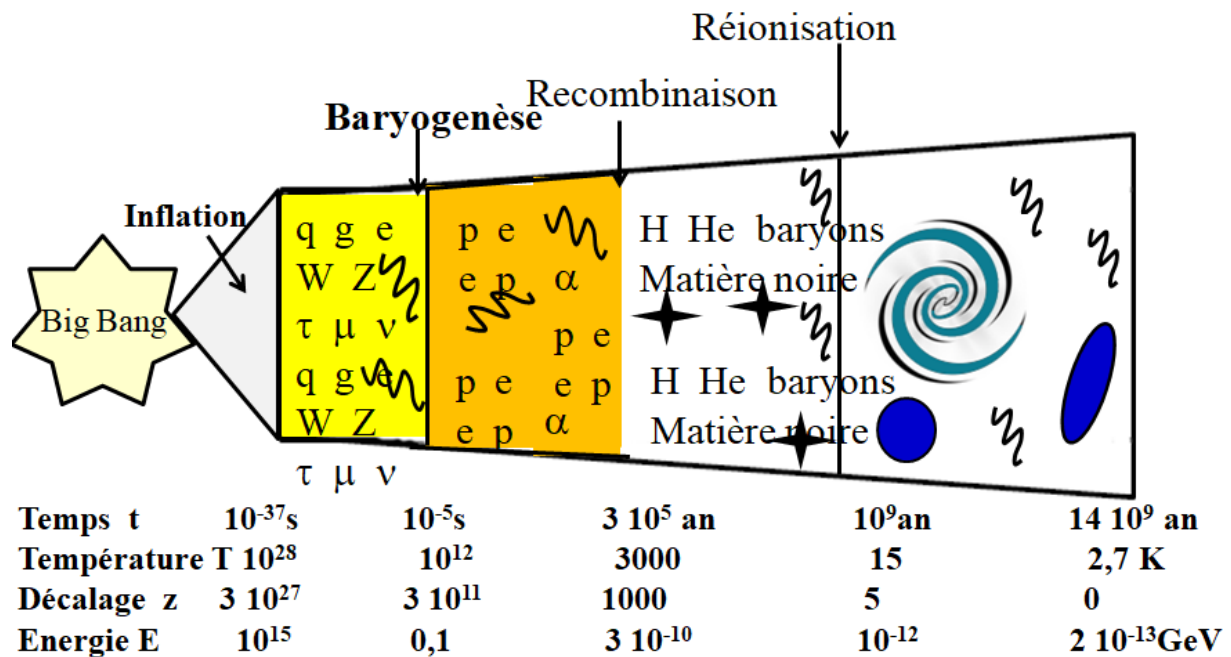 Réionisation
Recombinaison
Baryogenèse
Inflation
Big Bang
q g e
W Z
τ μ ν
q g e
W Z
τ μ ν
p e
e p α
p e
p e e p
e p α
H He baryons
Matière noire
H He baryons
Matière noire
Temps t 10⁻³⁷s 10⁻⁵s 3 10⁵ an 10⁹an 14 10⁹ an
Température T 10²⁸ 10¹² 3000 15 2,7 K
Décalage z 3 10²⁷ 3 10¹¹ 1000 5 0
Energie E 10¹⁵ 0,1 3 10⁻¹⁰ 10⁻¹² 2 10⁻¹³GeV